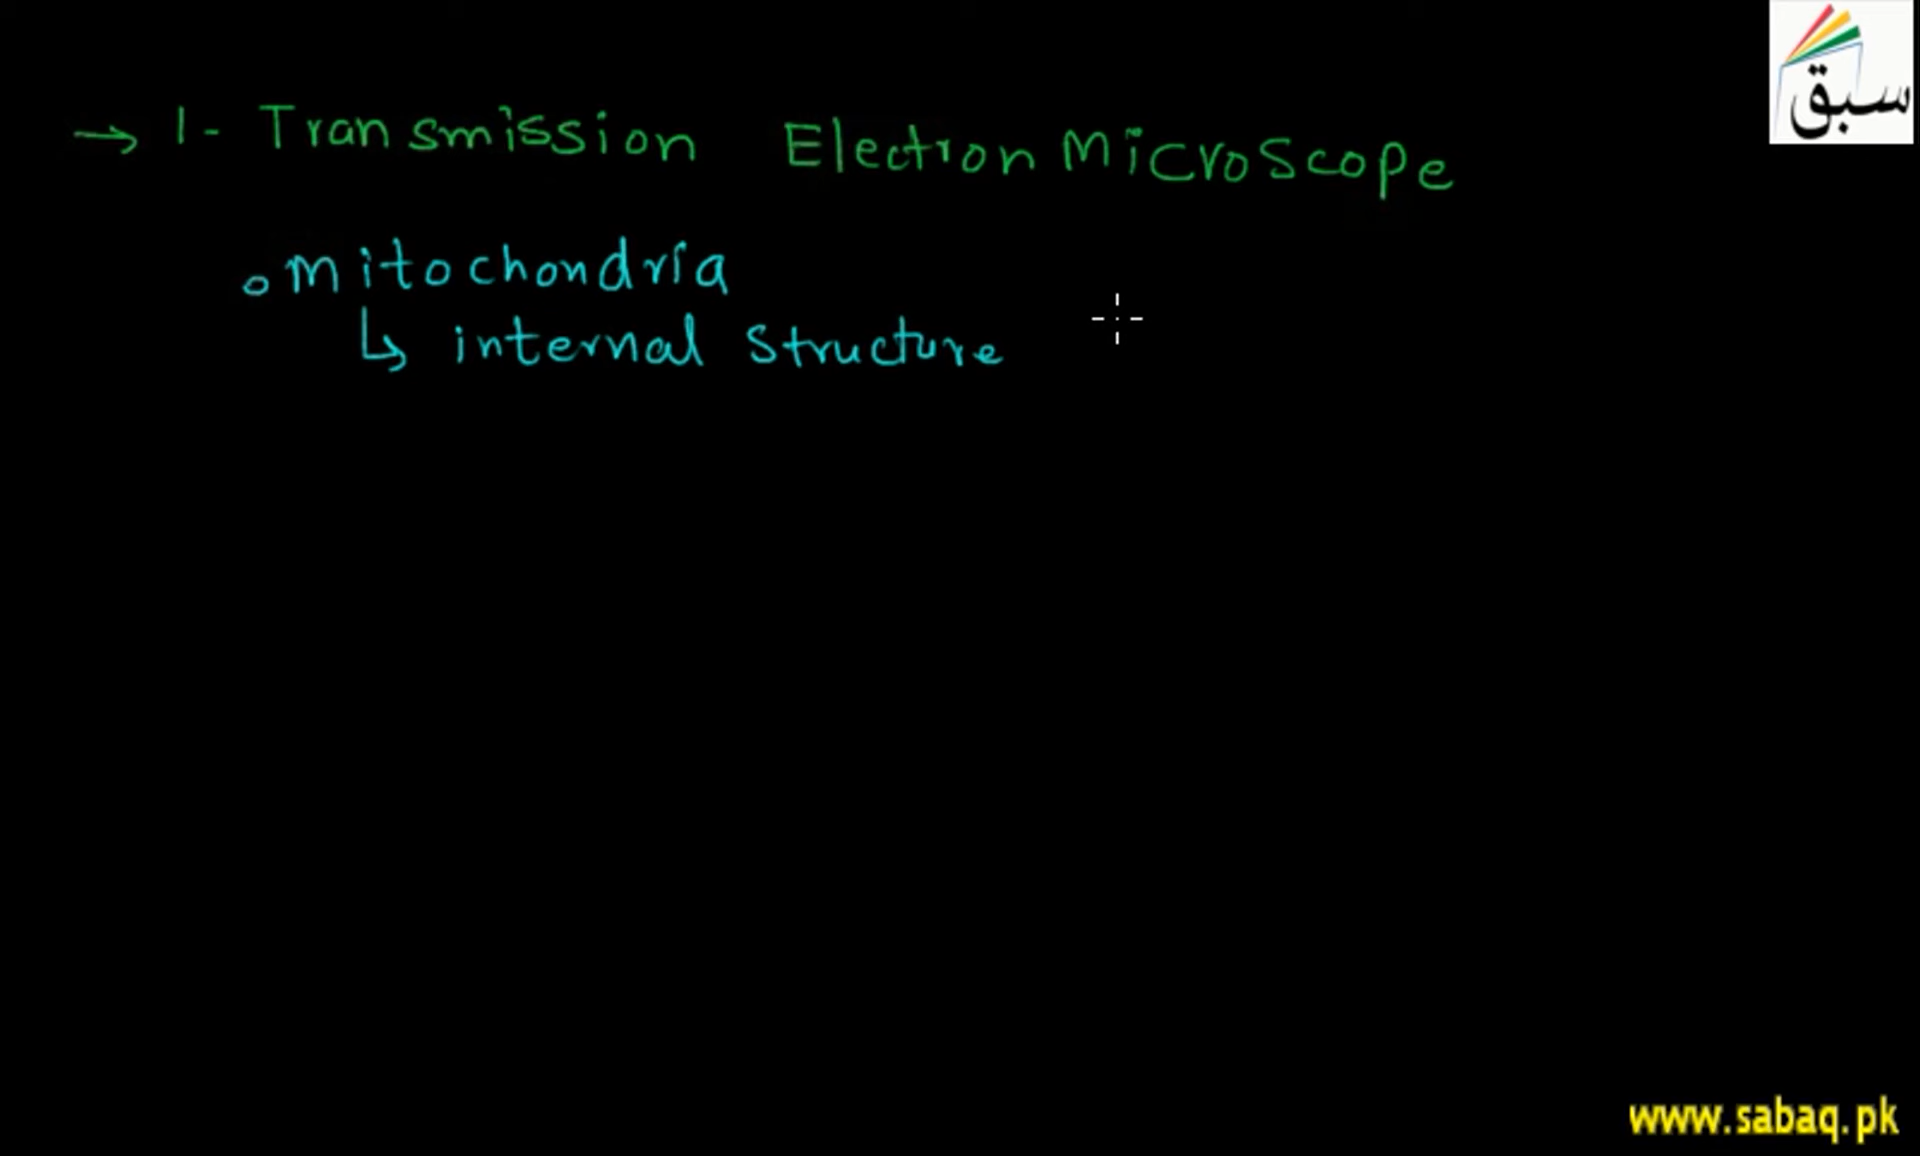 سبق
→ 1- Transmission Electron Microscope
◦ mitochondria
↳ internal structure
www.sabaq.pk